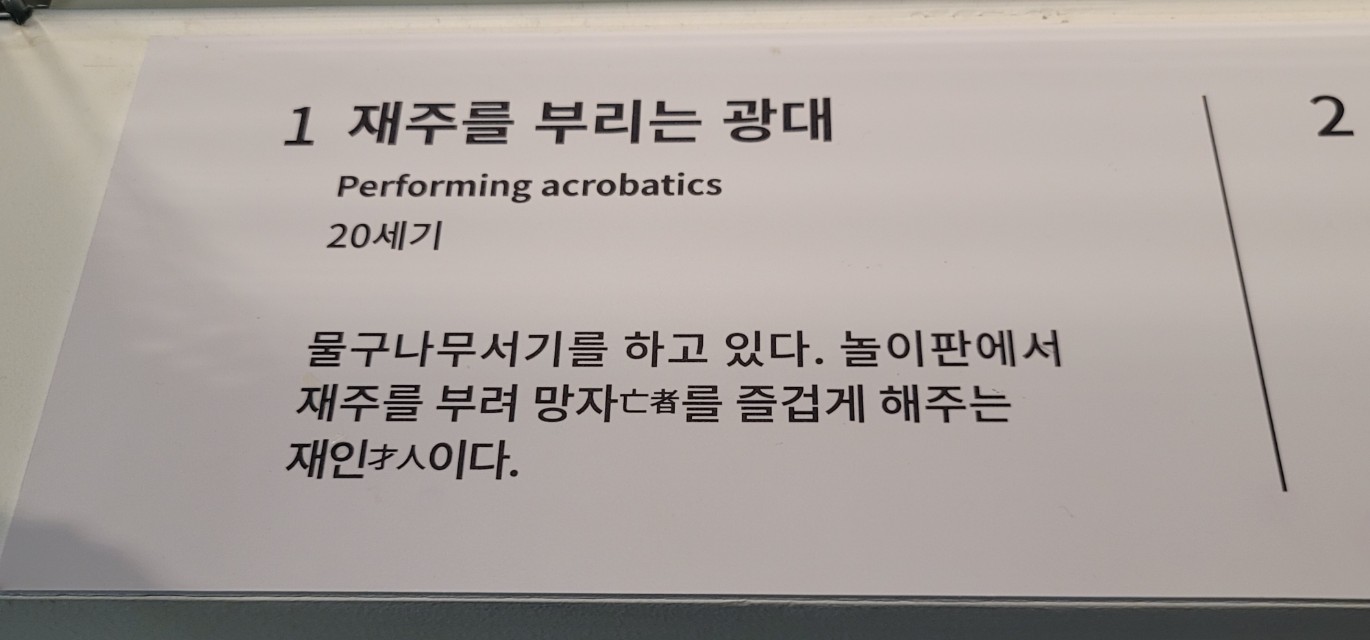 1 재주를 부리는 광대
Performing acrobatics
20세기
물구나무서기를 하고 있다. 놀이판에서
재주를 부려 망자亡者를 즐겁게 해주는
재인才人이다.
2